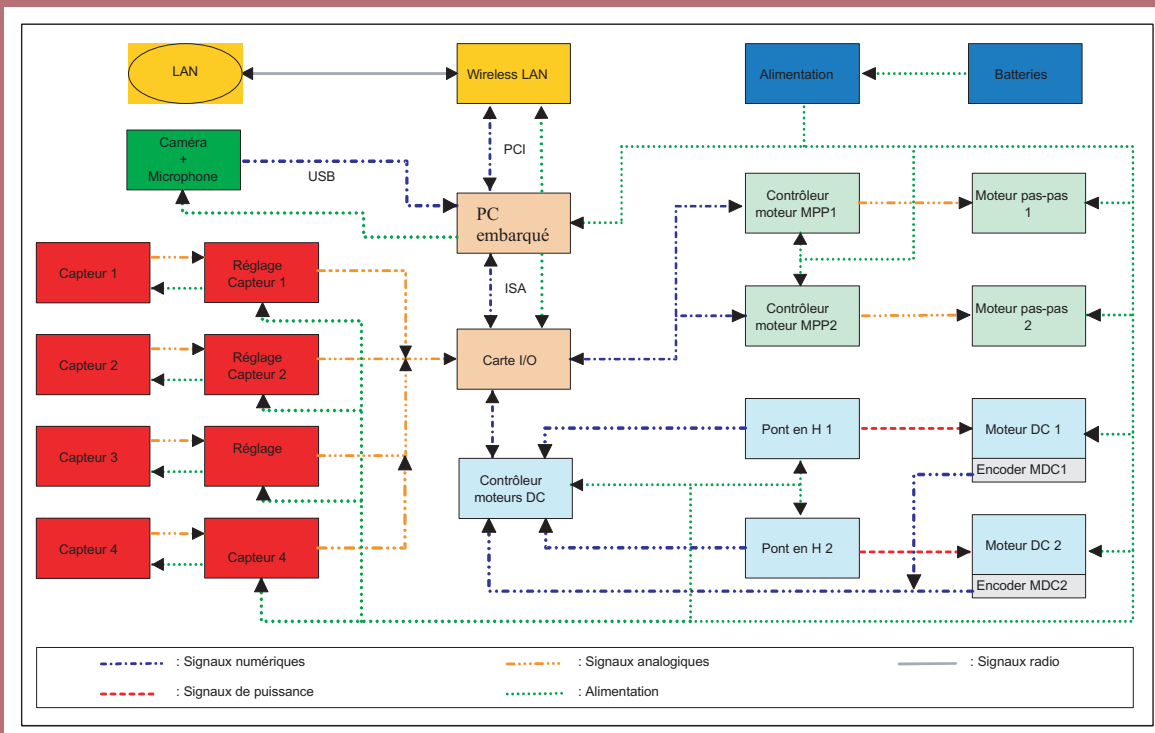 LAN
Wireless LAN
Alimentation
Batteries
PCI
Caméra
+
Microphone
USB
PC
embarqué
Contrôleur
moteur MPP1
Moteur pas-pas
1
Capteur 1
Réglage
Capteur 1
ISA
Contrôleur
moteur MPP2
Moteur pas-pas
2
Capteur 2
Réglage
Capteur 2
Carte I/O
Capteur 3
Réglage
Pont en H 1
Moteur DC 1
Encoder MDC1
Contrôleur
moteurs DC
Capteur 4
Capteur 4
Pont en H 2
Moteur DC 2
Encoder MDC2
: Signaux numériques
: Signaux analogiques
: Signaux radio
: Signaux de puissance
: Alimentation